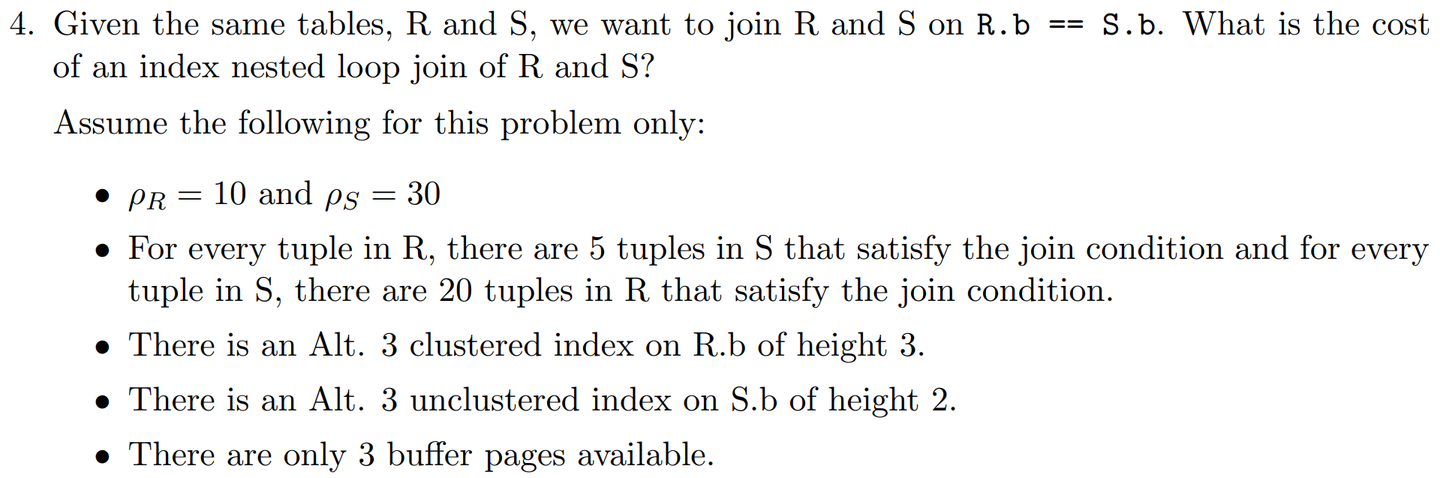 4. Given the same tables, R and S, we want to join R and S on R.b == S.b. What is the cost
of an index nested loop join of R and S?
Assume the following for this problem only:
• ρR = 10 and ρS = 30
• For every tuple in R, there are 5 tuples in S that satisfy the join condition and for every
tuple in S, there are 20 tuples in R that satisfy the join condition.
• There is an Alt. 3 clustered index on R.b of height 3.
• There is an Alt. 3 unclustered index on S.b of height 2.
• There are only 3 buffer pages available.